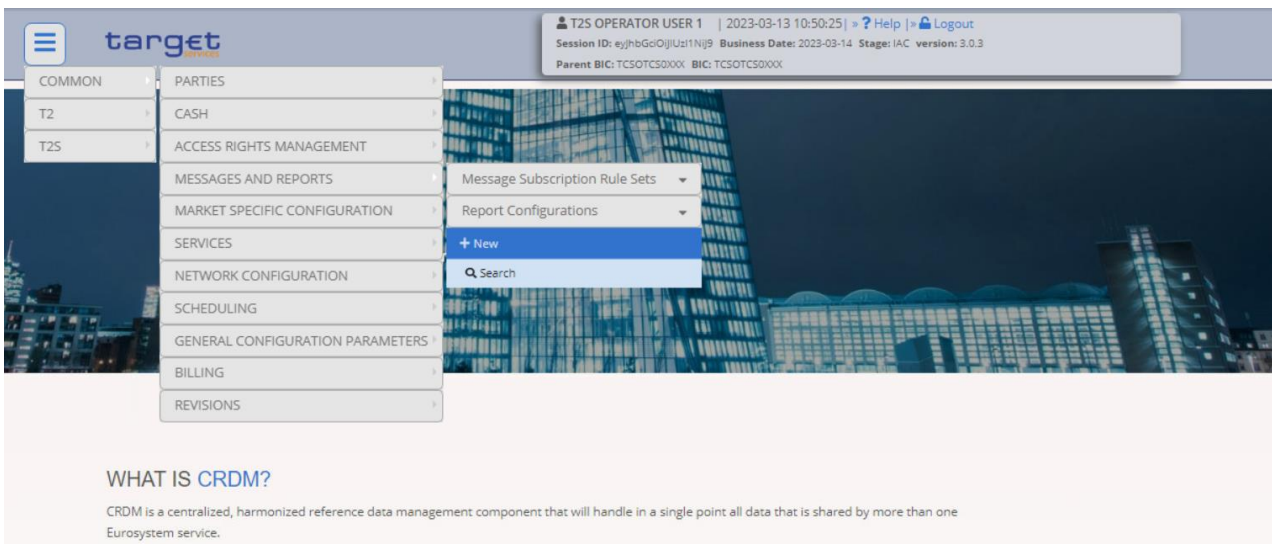 T2S OPERATOR USER 1 | 2023-03-13 10:50:25| » ? Help |» Logout
Session ID: eyJhbGciOiJIUzI1NiJ9 Business Date: 2023-03-14 Stage: IAC version: 3.0.3
Parent BIC: TCSOTCS0XXX BIC: TCSOTCS0XXX
target
services
COMMON
T2
T2S
PARTIES
CASH
ACCESS RIGHTS MANAGEMENT
MESSAGES AND REPORTS
MARKET SPECIFIC CONFIGURATION
SERVICES
NETWORK CONFIGURATION
SCHEDULING
GENERAL CONFIGURATION PARAMETERS
BILLING
REVISIONS
Message Subscription Rule Sets
Report Configurations
+ New
Search
WHAT IS CRDM?
CRDM is a centralized, harmonized reference data management component that will handle in a single point all data that is shared by more than one
Eurosystem service.